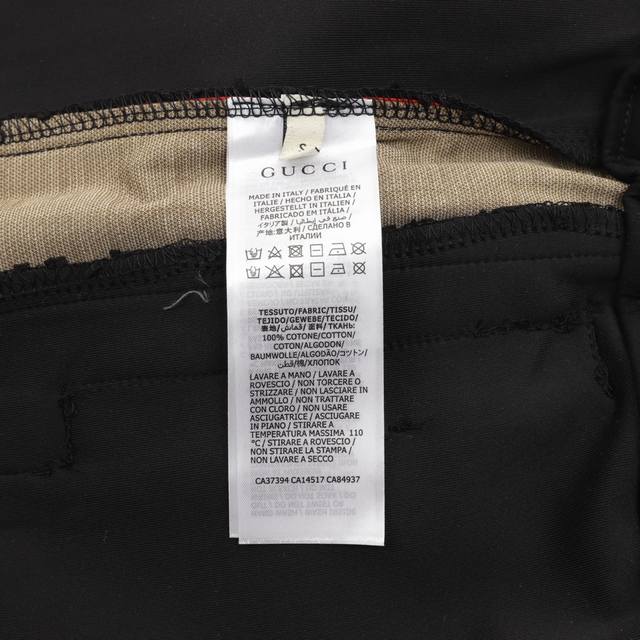 GUCCI
MADE IN ITALY / FABRIQUÉ EN
ITALIE / HECHO EN ITALIA/
HERGESTELLT IN ITALIEN/
FABRICADO EM ITÁLIA/
イタリア製 / صنع في إيطاليا /
产地:意大利 / СДЕЛАНО В
ИТАЛИИ
TESSUTO/FABRIC/TISSU/
TEJIDO/GEWEBE/TECIDO/
表地/قماش/面料/ТКАНЬ:
100% COTONE/COTTON/
COTON/ALGODON/
BAUMWOLLE/ALGODÃO/コットン/
قطن/棉/ХЛОПОК
LAVARE A MANO / LAVARE A
ROVESCIO / NON TORCERE O
STRIZZARE / NON LASCIARE IN
AMMOLLO / NON TRATTARE
CON CLORO / NON USARE
ASCIUGATRICE / ASCIUGARE
IN PIANO / STIRARE A
TEMPERATURA MASSIMA 110
°C / STIRARE A ROVESCIO /
NON STIRARE LA STAMPA /
NON LAVARE A SECCO
CA37394 CA14517 CA84937